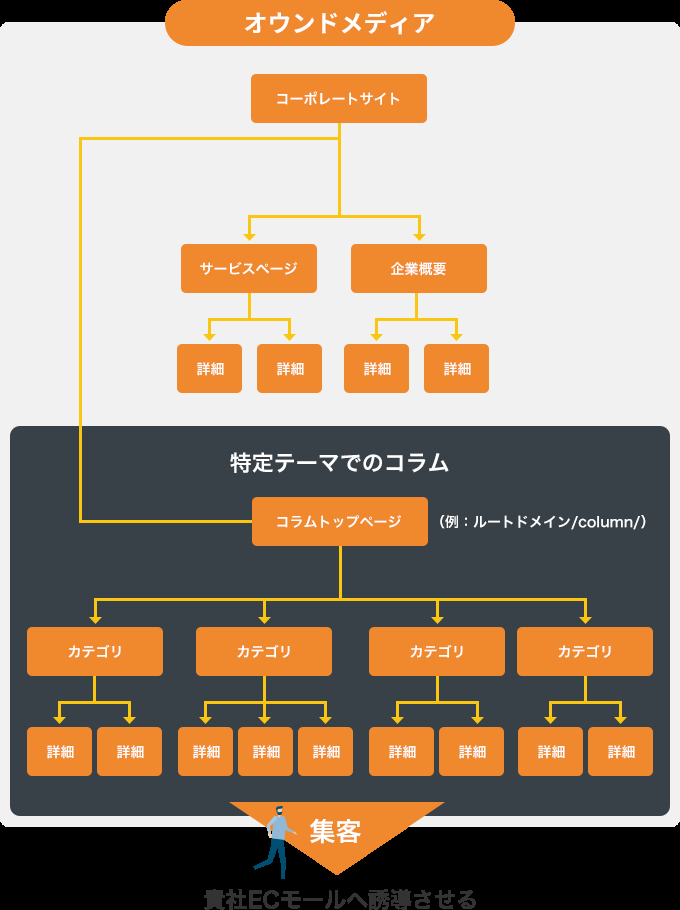 オウンドメディア
コーポレートサイト
サービスページ 企業概要
詳細 詳細 詳細 詳細
特定テーマでのコラム
コラムトップページ （例：ルートドメイン/column/）
カテゴリ カテゴリ カテゴリ カテゴリ
詳細 詳細 詳細 詳細 詳細 詳細 詳細 詳細 詳細
集客
貴社ECモールへ誘導させる